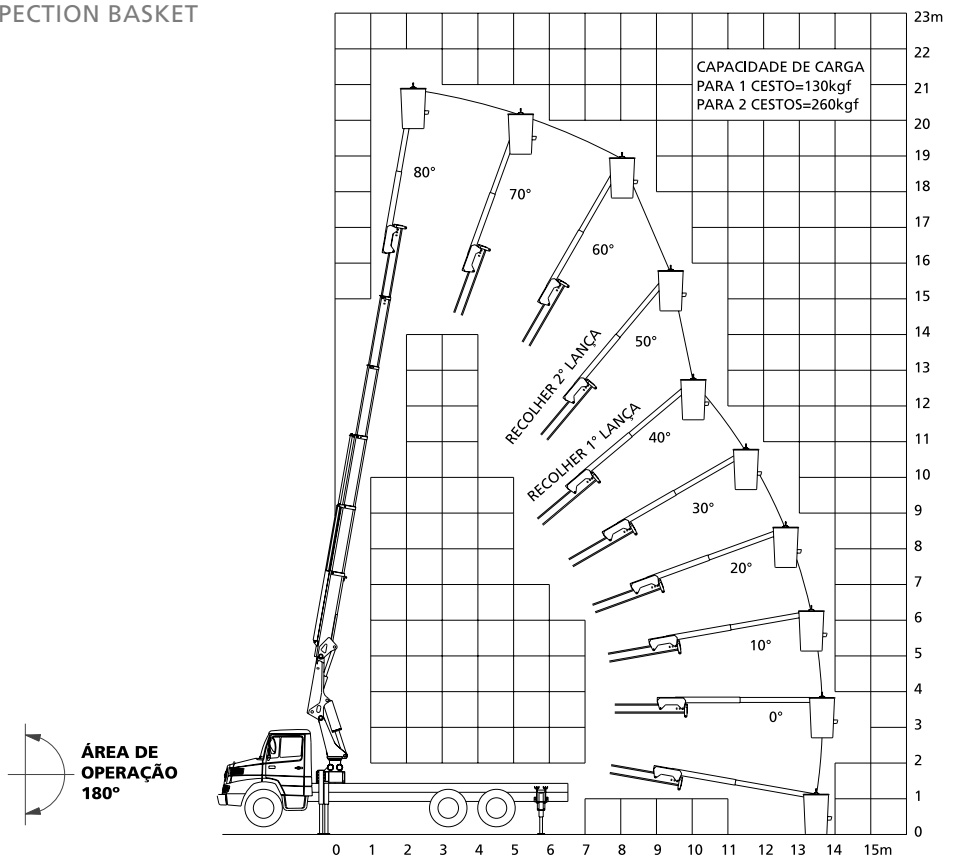 PECTION BASKET
23m
22
CAPACIDADE DE CARGA
PARA 1 CESTO=130kgf
PARA 2 CESTOS=260kgf
21
20
19
18
17
16
15
14
13
12
11
10
9
8
7
6
5
4
3
2
1
0
80°
70°
60°
50°
RECOLHER 2° LANÇA
40°
RECOLHER 1° LANÇA
30°
20°
10°
0°
ÁREA DE
OPERAÇÃO
180º
0 1 2 3 4 5 6 7 8 9 10 11 12 13 14 15m